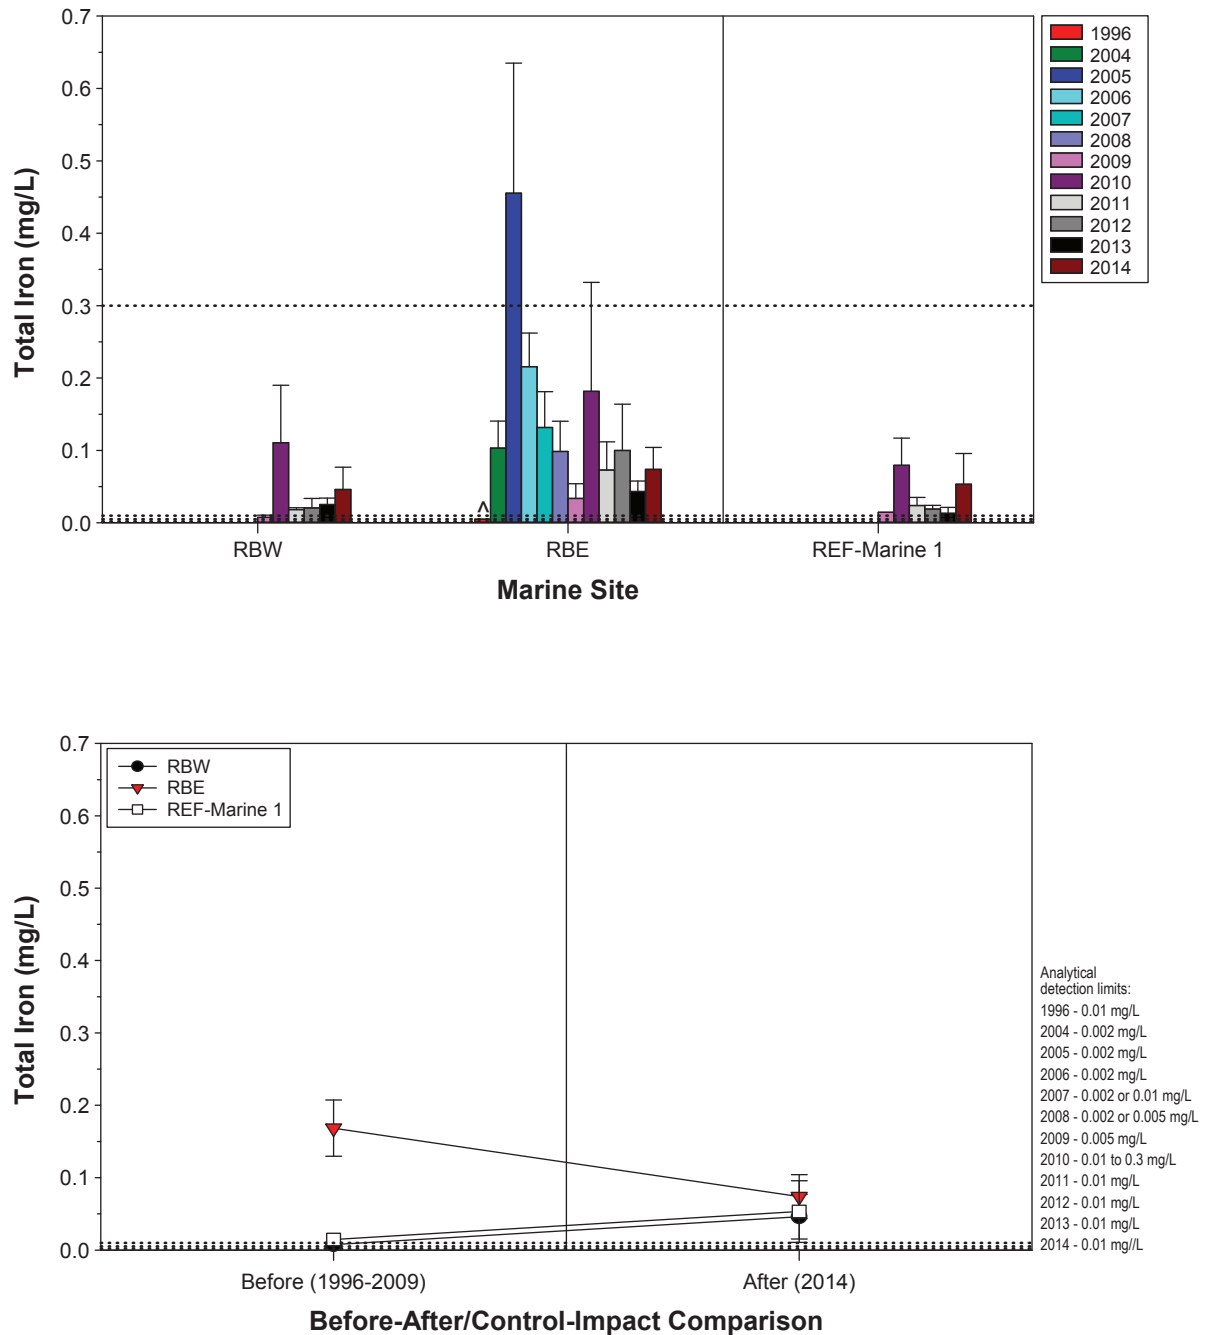 0.7
0.6
0.5
0.4
0.3
0.2
0.1
0.0
Total Iron (mg/L)
^
RBW
RBE
REF-Marine 1
Marine Site
1996
2004
2005
2006
2007
2008
2009
2010
2011
2012
2013
2014
0.7
0.6
0.5
0.4
0.3
0.2
0.1
0.0
Total Iron (mg/L)
RBW
RBE
REF-Marine 1
Before (1996-2009)
After (2014)
Before-After/Control-Impact Comparison
Analytical
detection limits:
1996 - 0.01 mg/L
2004 - 0.002 mg/L
2005 - 0.002 mg/L
2006 - 0.002 mg/L
2007 - 0.002 or 0.01 mg/L
2008 - 0.002 or 0.005 mg/L
2009 - 0.005 mg/L
2010 - 0.01 to 0.3 mg/L
2011 - 0.01 mg/L
2012 - 0.01 mg/L
2013 - 0.01 mg/L
2014 - 0.01 mg//L